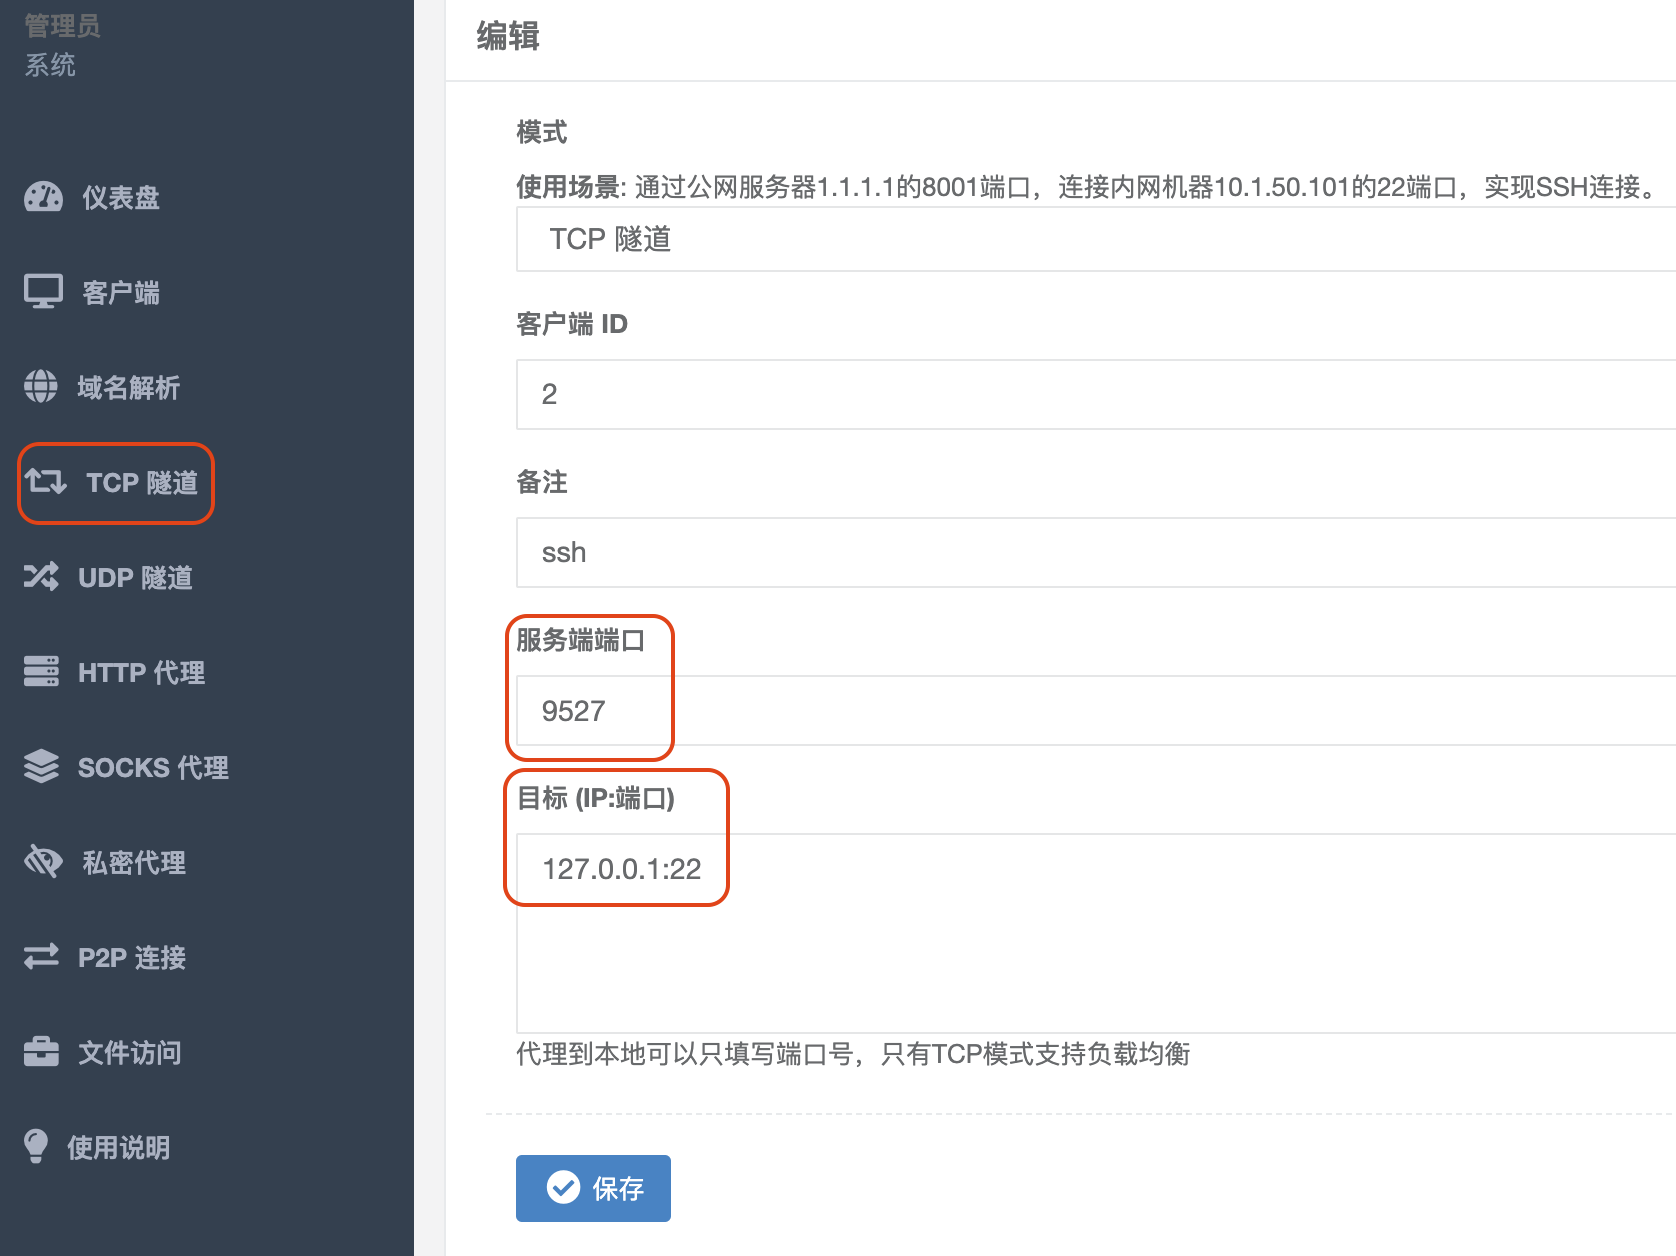 管理员
系统
仪表盘
客户端
域名解析
TCP 隧道
UDP 隧道
HTTP 代理
SOCKS 代理
私密代理
P2P 连接
文件访问
使用说明
编辑
模式
使用场景: 通过公网服务器1.1.1.1的8001端口，连接内网机器10.1.50.101的22端口，实现SSH连接。
TCP 隧道
客户端 ID
2
备注
ssh
服务端端口
9527
目标 (IP:端口)
127.0.0.1:22
代理到本地可以只填写端口号，只有TCP模式支持负载均衡
保存